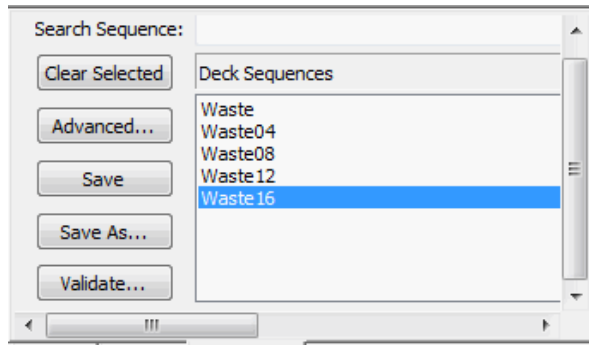 Search Sequence:
Clear Selected
Deck Sequences
Advanced...
Save
Save As...
Validate...
Waste
Waste04
Waste08
Waste12
Waste16